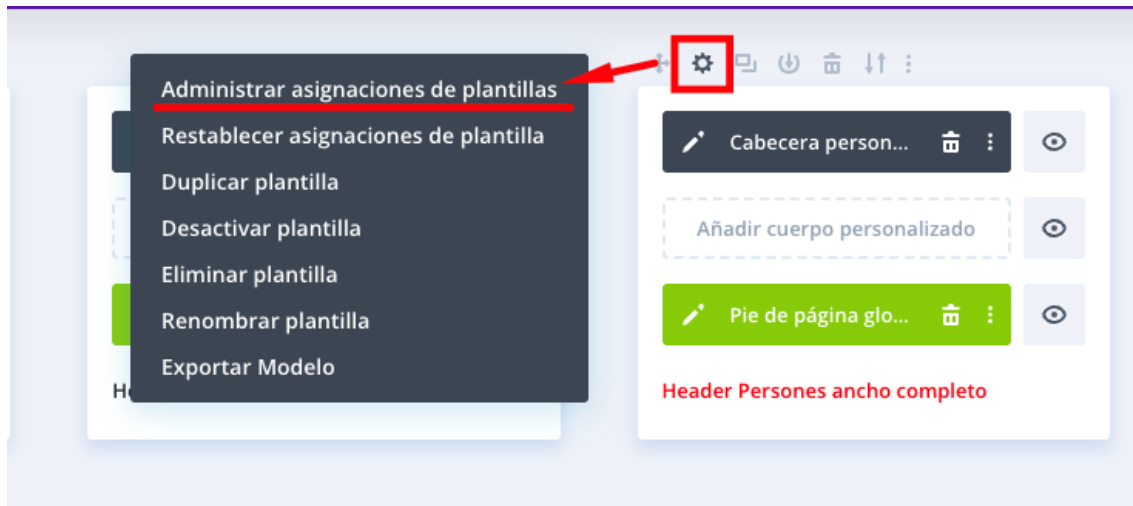 Administrar asignaciones de plantillas
Restablecer asignaciones de plantilla
Duplicar plantilla
Desactivar plantilla
Eliminar plantilla
Renombrar plantilla
Exportar Modelo
Cabecera person...
Añadir cuerpo personalizado
Pie de página glo...
Header Persones ancho completo